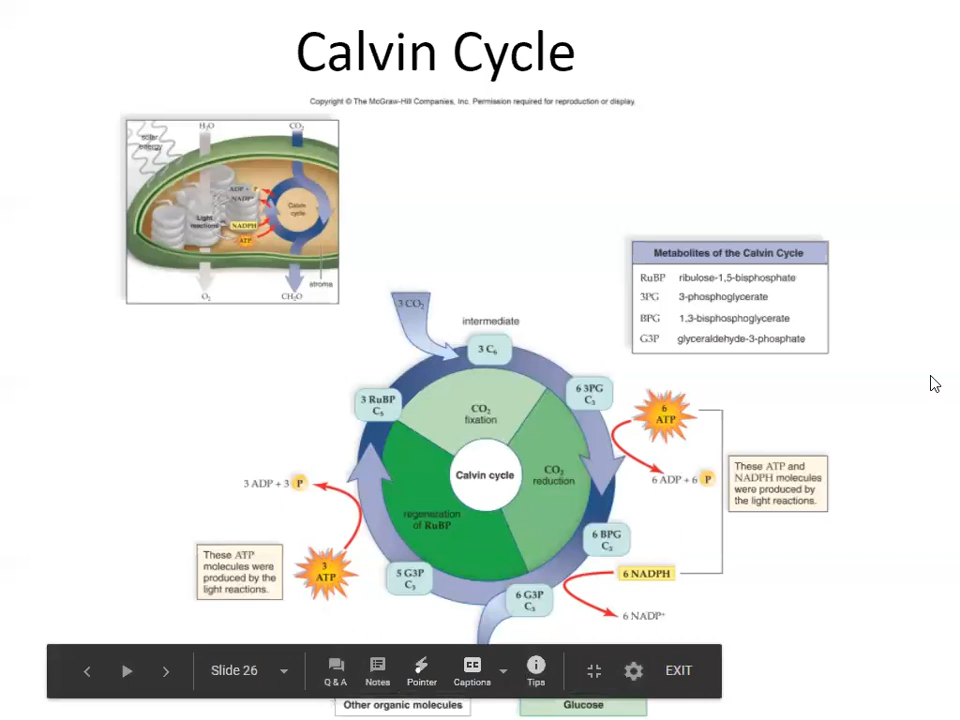 Calvin Cycle
Copyright © The McGraw-Hill Companies, Inc. Permission required for reproduction or display.
H₂O
CO₂
solar
energy
ADP + P
NADP⁺
Light
reactions
Calvin
cycle
NADPH
ATP
stroma
O₂
CH₂O
Metabolites of the Calvin Cycle
RuBP ribulose-1,5-bisphosphate
3PG 3-phosphoglycerate
BPG 1,3-bisphosphoglycerate
G3P glyceraldehyde-3-phosphate
3 CO₂
intermediate
3 C₆
3 RuBP
C₅
6 3PG
C₃
CO₂
fixation
6
ATP
Calvin cycle
CO₂
reduction
6 ADP + 6 P
These ATP and
NADPH molecules
were produced by
the light reactions.
3 ADP + 3 P
regeneration
of RuBP
6 BPG
C₃
These ATP
molecules were
produced by the
light reactions.
3
ATP
5 G3P
C₃
6 G3P
C₃
6 NADPH
6 NADP⁺
Slide 26
Q & A
Notes
Pointer
CC
Captions
Tips
EXIT
Other organic molecules
Glucose